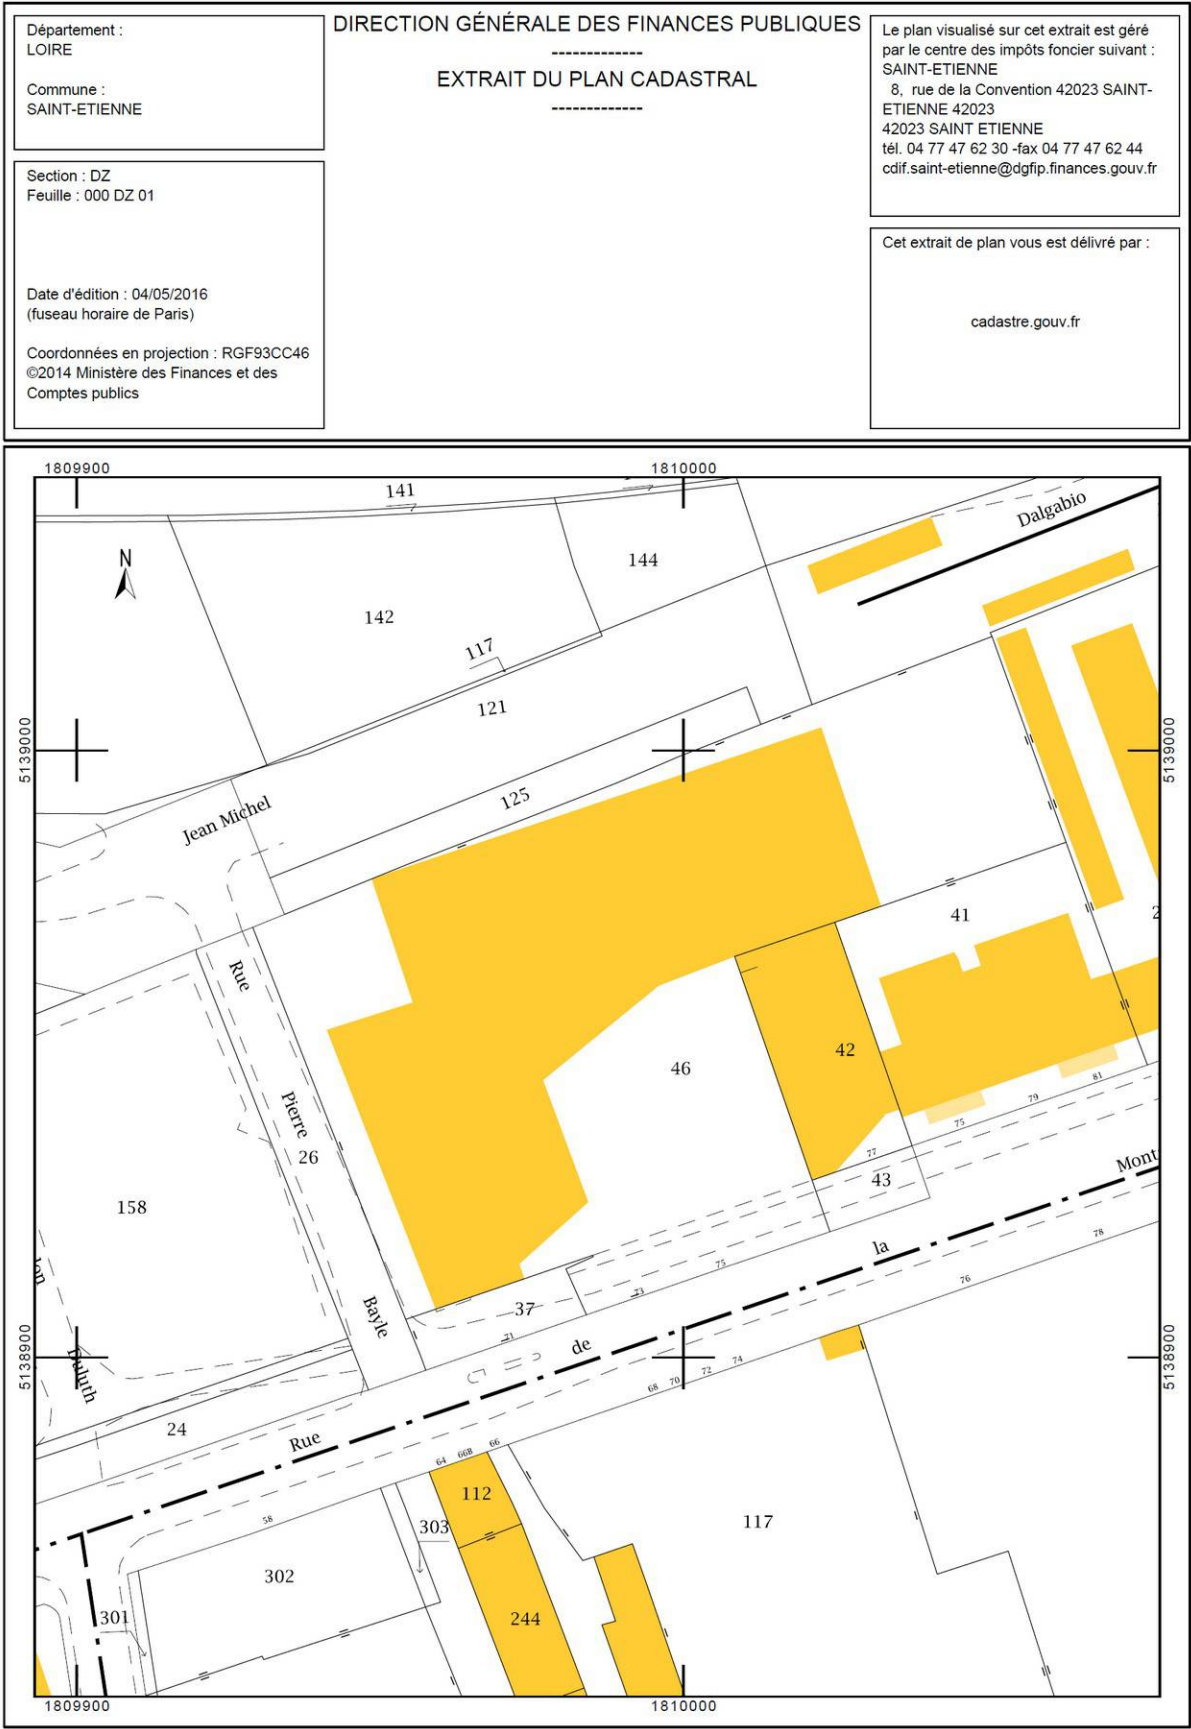 Département :
LOIRE
Commune :
SAINT-ETIENNE
Section : DZ
Feuille : 000 DZ 01
Date d'édition : 04/05/2016
(fuseau horaire de Paris)
Coordonnées en projection : RGF93CC46
©2014 Ministère des Finances et des
Comptes publics
DIRECTION GÉNÉRALE DES FINANCES PUBLIQUES
-------------
EXTRAIT DU PLAN CADASTRAL
-------------
Le plan visualisé sur cet extrait est géré
par le centre des impôts foncier suivant :
SAINT-ETIENNE
8, rue de la Convention 42023 SAINT-
ETIENNE 42023
42023 SAINT ETIENNE
tél. 04 77 47 62 30 -fax 04 77 47 62 44
cdif.saint-etienne@dgfip.finances.gouv.fr
Cet extrait de plan vous est délivré par :
cadastre.gouv.fr
1809900
1810000
141
Dalgabio
N
144
142
117
121
5139000
5139000
125
Jean Michel
41
2
Rue
42
46
81
79
Pierre
75
26
77
Mont
43
158
la
78
75
76
73
37
Bayle
71
de
5138900
5138900
74
72
70
68
Duluth
24
Rue
66
66B
64
112
58
303
117
302
301
244
1809900
1810000